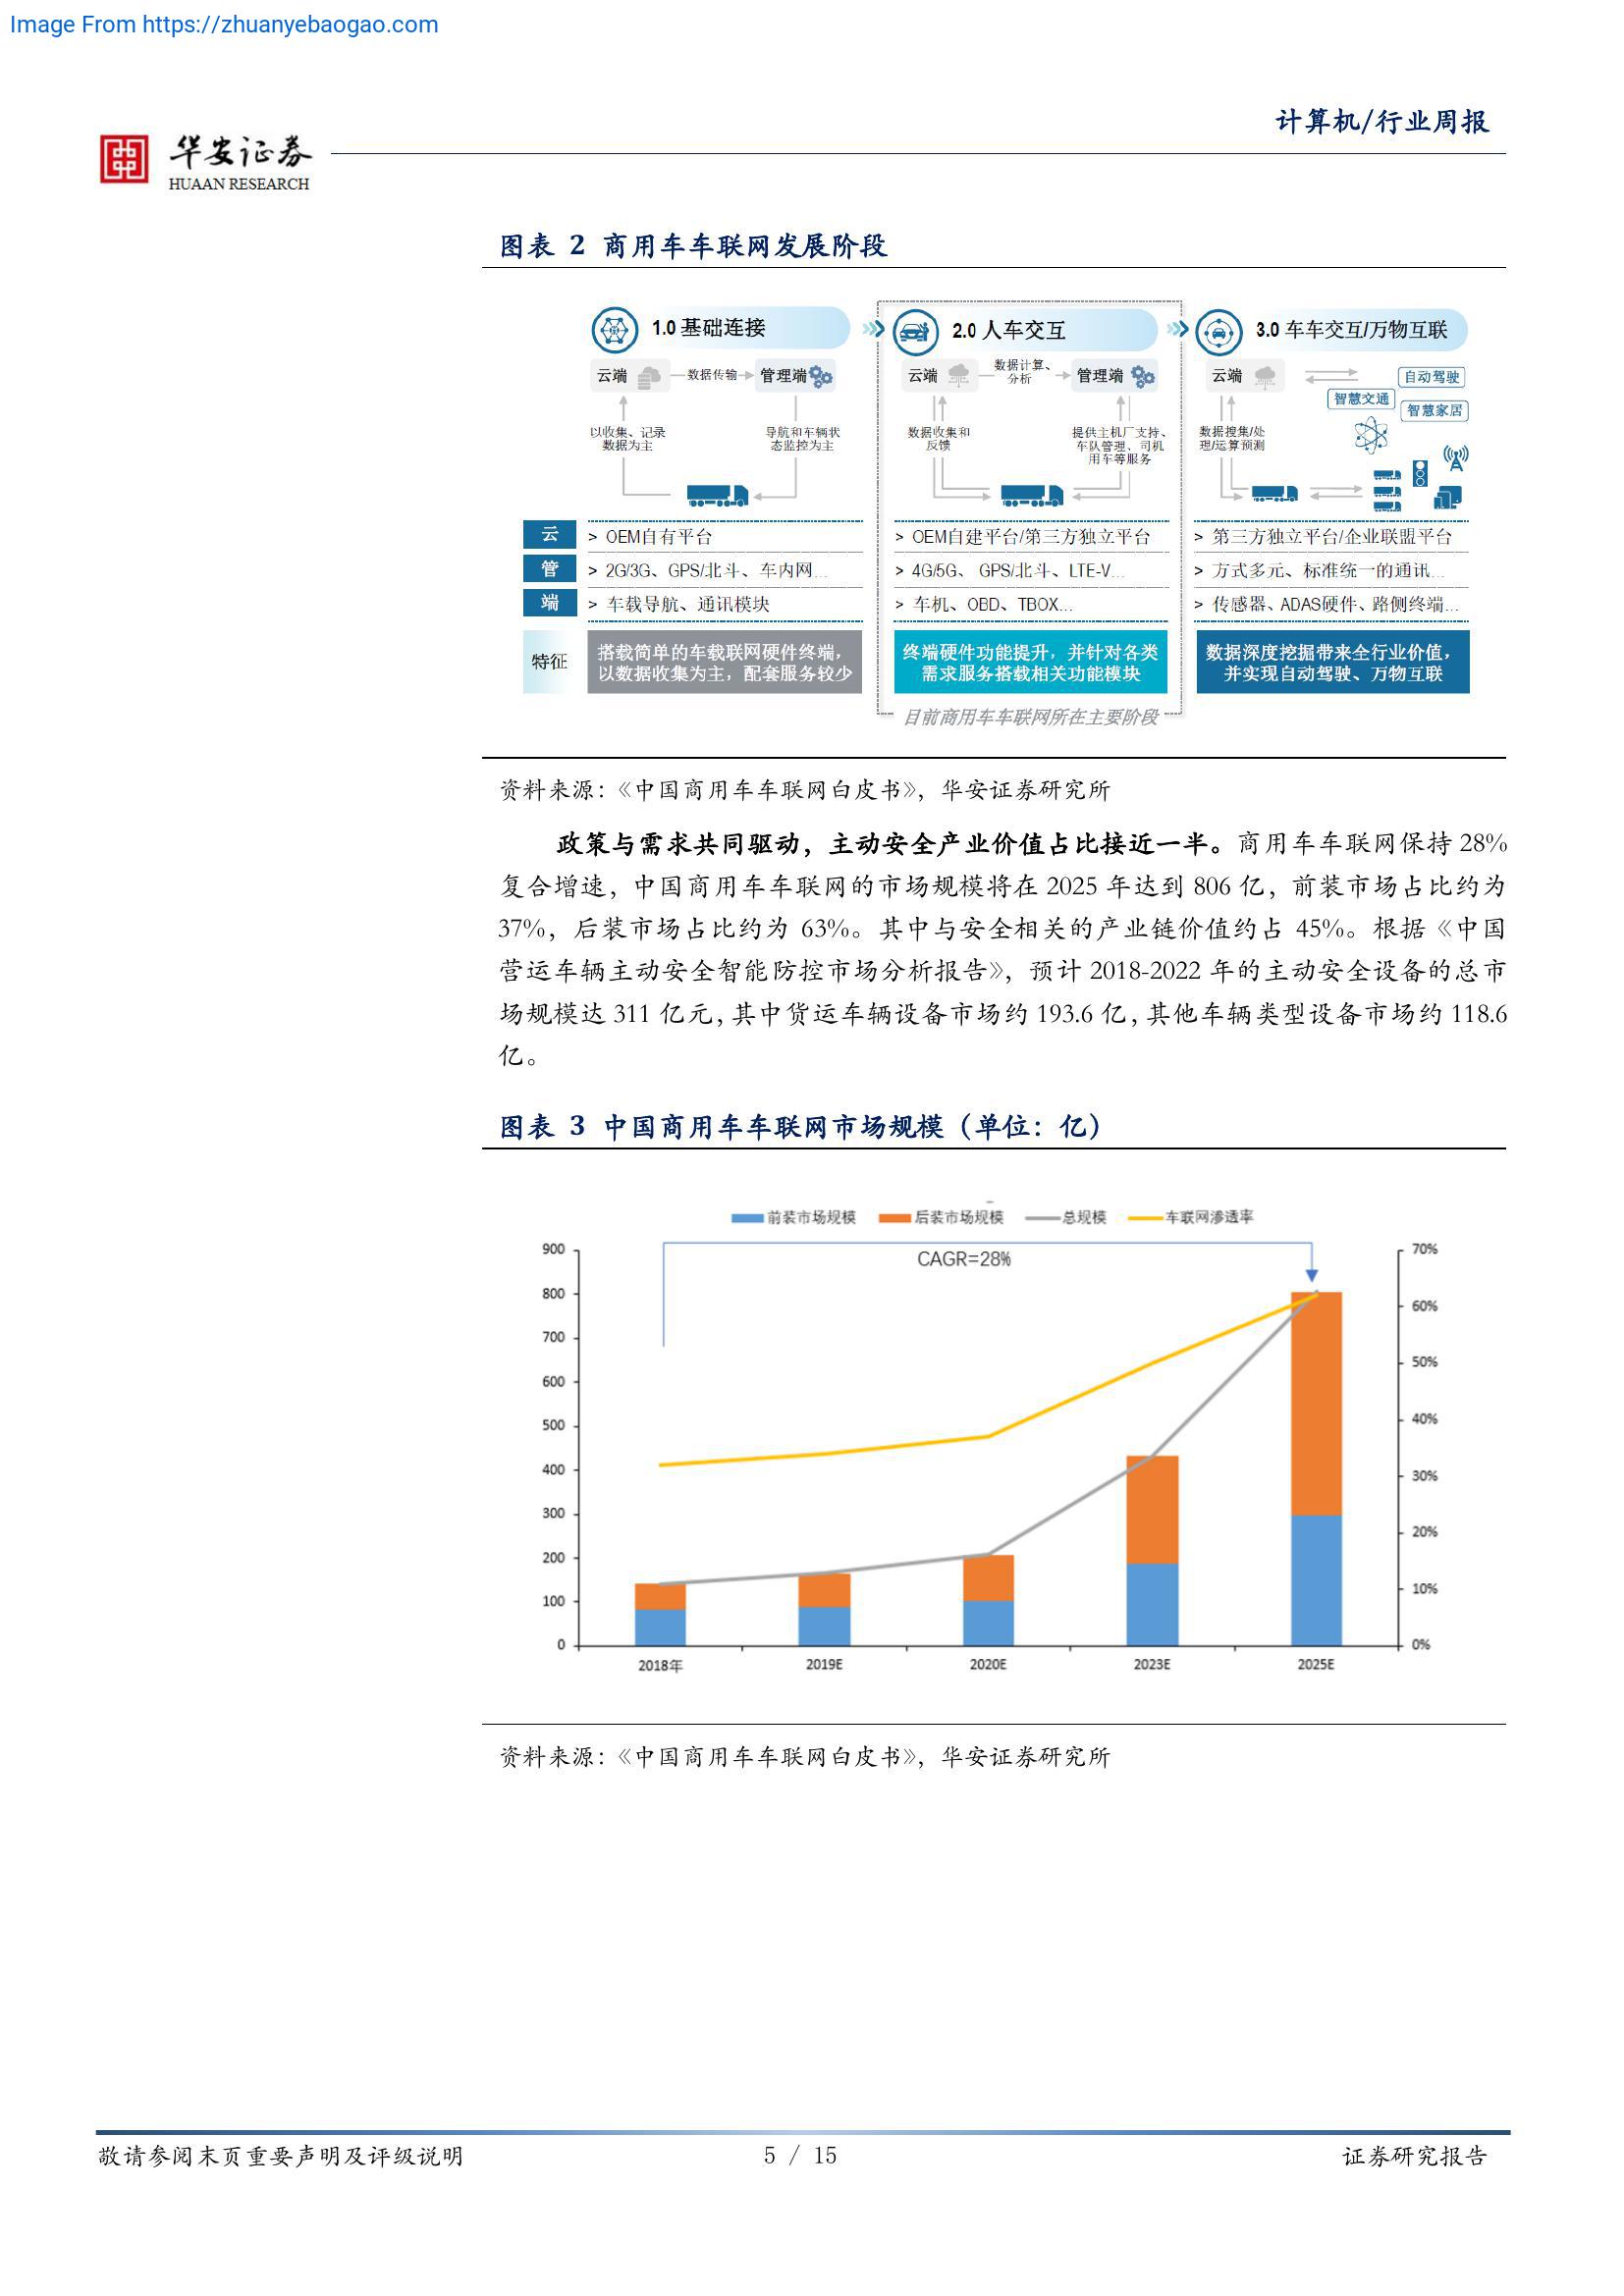 Image From https://zhuanyebaogao.com
计算机/行业周报
华安证券
HUAAN RESEARCH
图表 2 商用车车联网发展阶段
1.0 基础连接
2.0 人车交互
3.0 车车交互/万物互联
云端
数据传输
管理端
云端
数据计算、
分析
管理端
云端
自动驾驶
智慧交通
智慧家居
以收集、记录
数据为主
导航和车辆状
态监控为主
数据收集和
反馈
提供主机厂支持、
车队管理、司机
用车等服务
数据搜集/处
理/运算预测
云
> OEM自有平台
> OEM自建平台/第三方独立平台
> 第三方独立平台/企业联盟平台
管
> 2G/3G、GPS/北斗、车内网...
> 4G/5G、 GPS/北斗、LTE-V...
> 方式多元、标准统一的通讯...
端
> 车载导航、通讯模块
> 车机、OBD、TBOX...
> 传感器、ADAS硬件、路侧终端...
特征
搭载简单的车载联网硬件终端，
以数据收集为主，配套服务较少
终端硬件功能提升，并针对各类
需求服务搭载相关功能模块
数据深度挖掘带来全行业价值，
并实现自动驾驶、万物互联
目前商用车车联网所在主要阶段
资料来源：《中国商用车车联网白皮书》，华安证券研究所
政策与需求共同驱动，主动安全产业价值占比接近一半。商用车车联网保持 28%
复合增速，中国商用车车联网的市场规模将在 2025 年达到 806 亿，前装市场占比约为
37%，后装市场占比约为 63%。其中与安全相关的产业链价值约占 45%。根据《中国
营运车辆主动安全智能防控市场分析报告》，预计 2018-2022 年的主动安全设备的总市
场规模达 311 亿元，其中货运车辆设备市场约 193.6 亿，其他车辆类型设备市场约 118.6
亿。
图表 3 中国商用车车联网市场规模（单位：亿）
前装市场规模 后装市场规模 总规模 车联网渗透率
CAGR=28%
900
800
700
600
500
400
300
200
100
0
70%
60%
50%
40%
30%
20%
10%
0%
2018年 2019E 2020E 2023E 2025E
资料来源：《中国商用车车联网白皮书》，华安证券研究所
敬请参阅末页重要声明及评级说明
5 / 15
证券研究报告